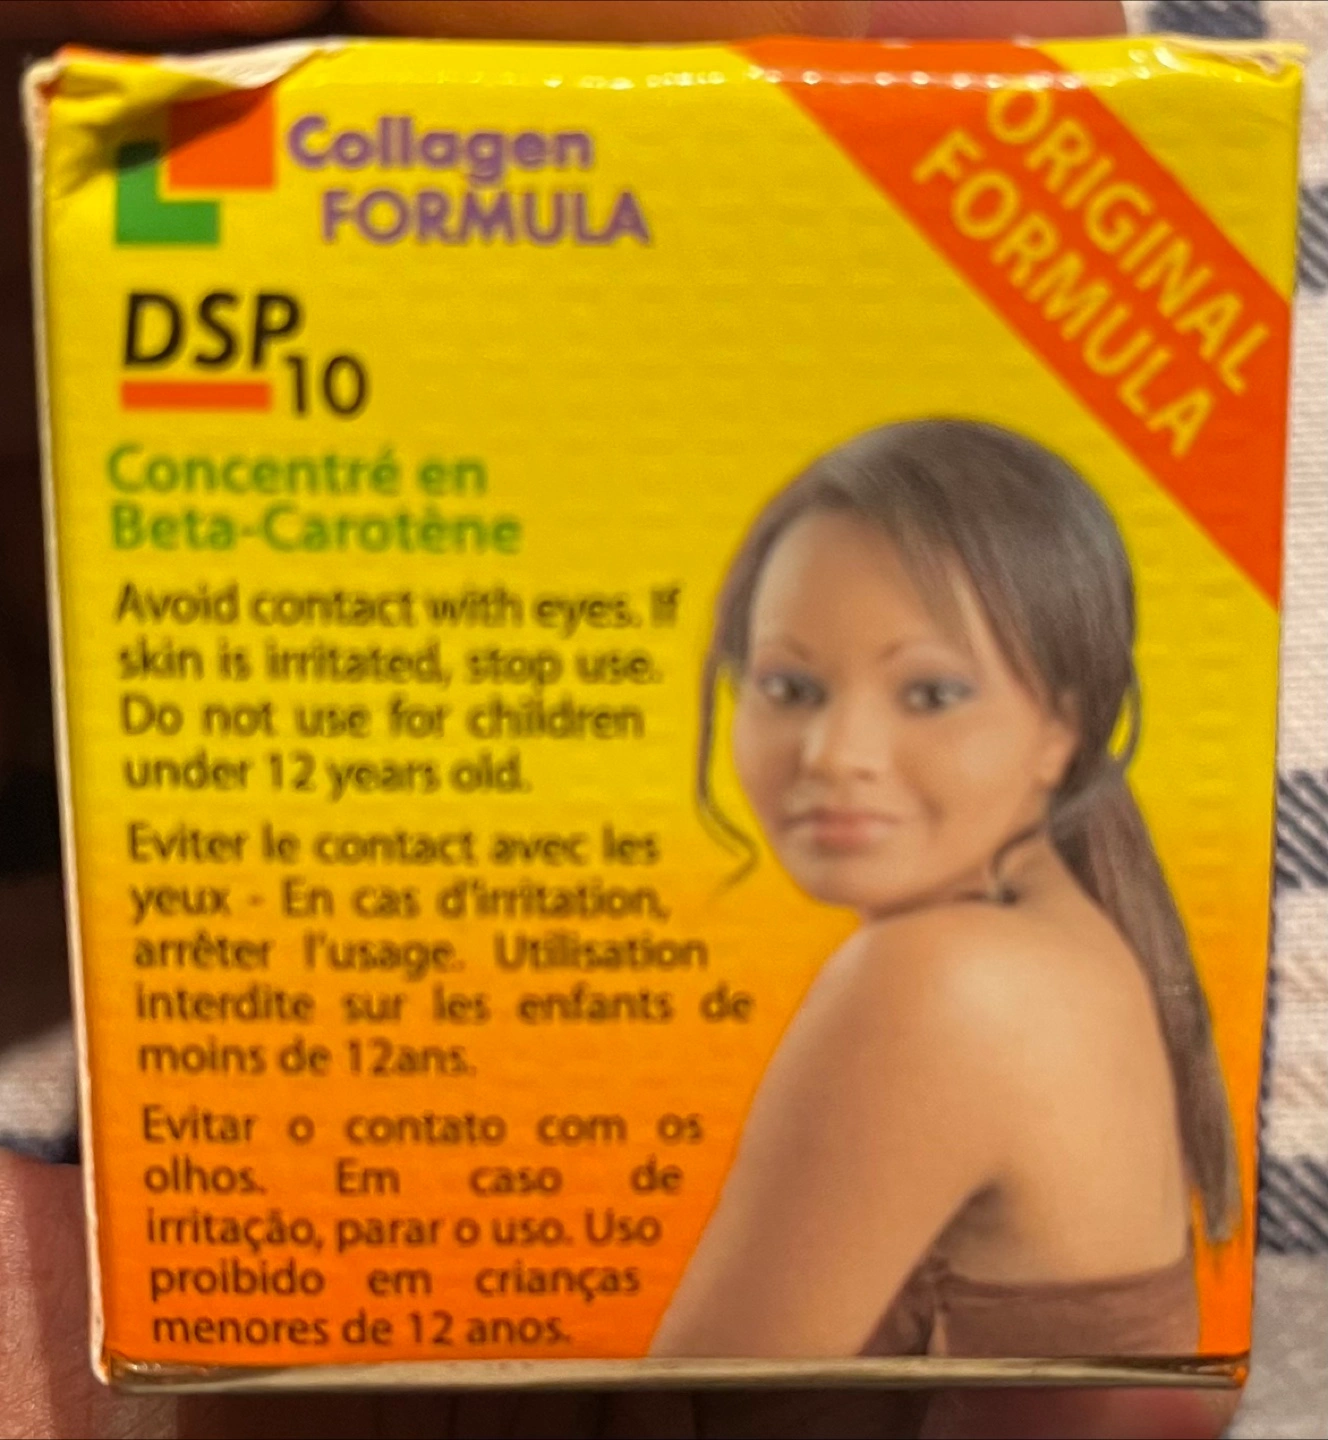 Collagen
FORMULA
ORIGINAL
FORMULA
DSP10
Concentré en
Beta-Carotène
Avoid contact with eyes. If
skin is irritated, stop use.
Do not use for children
under 12 years old.
Eviter le contact avec les
yeux - En cas d'irritation,
arrêter l'usage. Utilisation
interdite sur les enfants de
moins de 12ans.
Evitar o contato com os
olhos. Em caso de
irritação, parar o uso. Uso
proibido em crianças
menores de 12 anos.